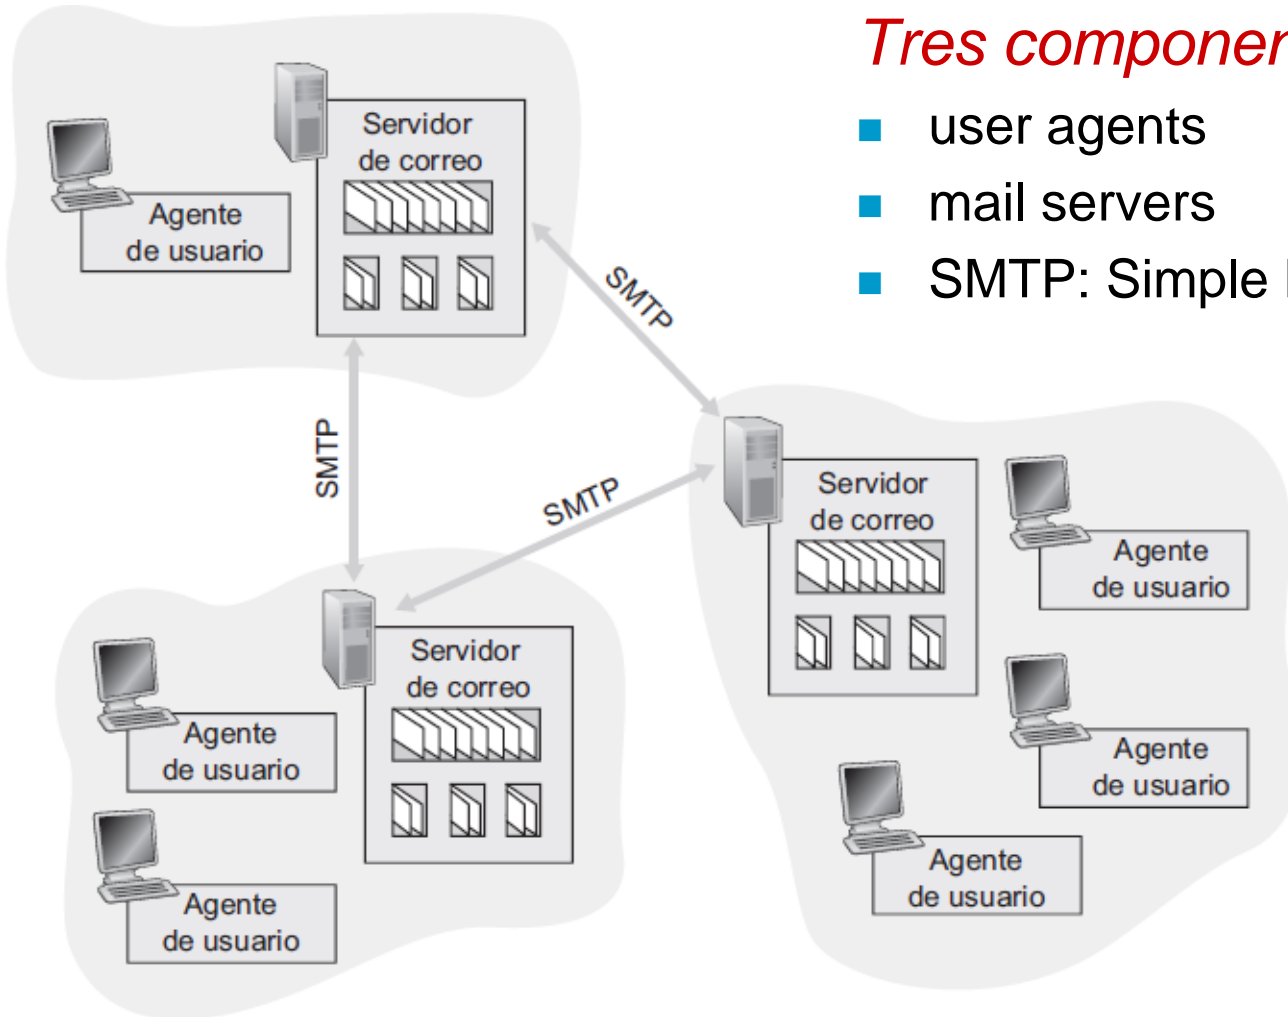 Tres componen
user agents
mail servers
SMTP: Simple
Servidor
de correo
Agente
de usuario
SMTP
SMTP
SMTP
Servidor
de correo
Agente
de usuario
Agente
de usuario
Agente
de usuario
Servidor
de correo
Agente
de usuario
Agente
de usuario